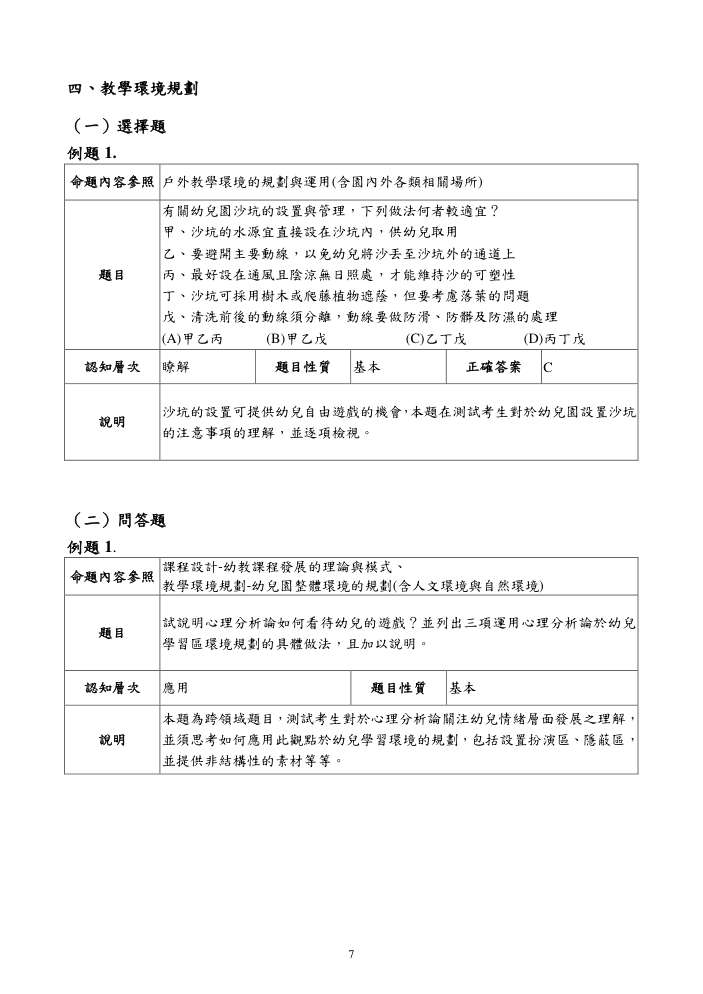 四、教學環境規劃
（一）選擇題
例題 1.
命題內容參照 戶外教學環境的規劃與運用(含園內外各類相關場所)
題目
有關幼兒園沙坑的設置與管理，下列做法何者較適宜？
甲、沙坑的水源宜直接設在沙坑內，供幼兒取用
乙、要避開主要動線，以免幼兒將沙丟至沙坑外的通道上
丙、最好設在通風且陰涼無日照處，才能維持沙的可塑性
丁、沙坑可採用樹木或爬藤植物遮蔭，但要考慮落葉的問題
戊、清洗前後的動線須分離，動線要做防滑、防髒及防濕的處理
(A)甲乙丙 (B)甲乙戊 (C)乙丁戊 (D)丙丁戊
認知層次 瞭解 題目性質 基本 正確答案 C
說明
沙坑的設置可提供幼兒自由遊戲的機會，本題在測試考生對於幼兒園設置沙坑
的注意事項的理解，並逐項檢視。
（二）問答題
例題 1.
命題內容參照
課程設計-幼教課程發展的理論與模式、
教學環境規劃-幼兒園整體環境的規劃(含人文環境與自然環境)
題目
試說明心理分析論如何看待幼兒的遊戲？並列出三項運用心理分析論於幼兒
學習區環境規劃的具體做法，且加以說明。
認知層次 應用 題目性質 基本
說明
本題為跨領域題目，測試考生對於心理分析論關注幼兒情緒層面發展之理解，
並須思考如何應用此觀點於幼兒學習環境的規劃，包括設置扮演區、隱蔽區，
並提供非結構性的素材等等。
7